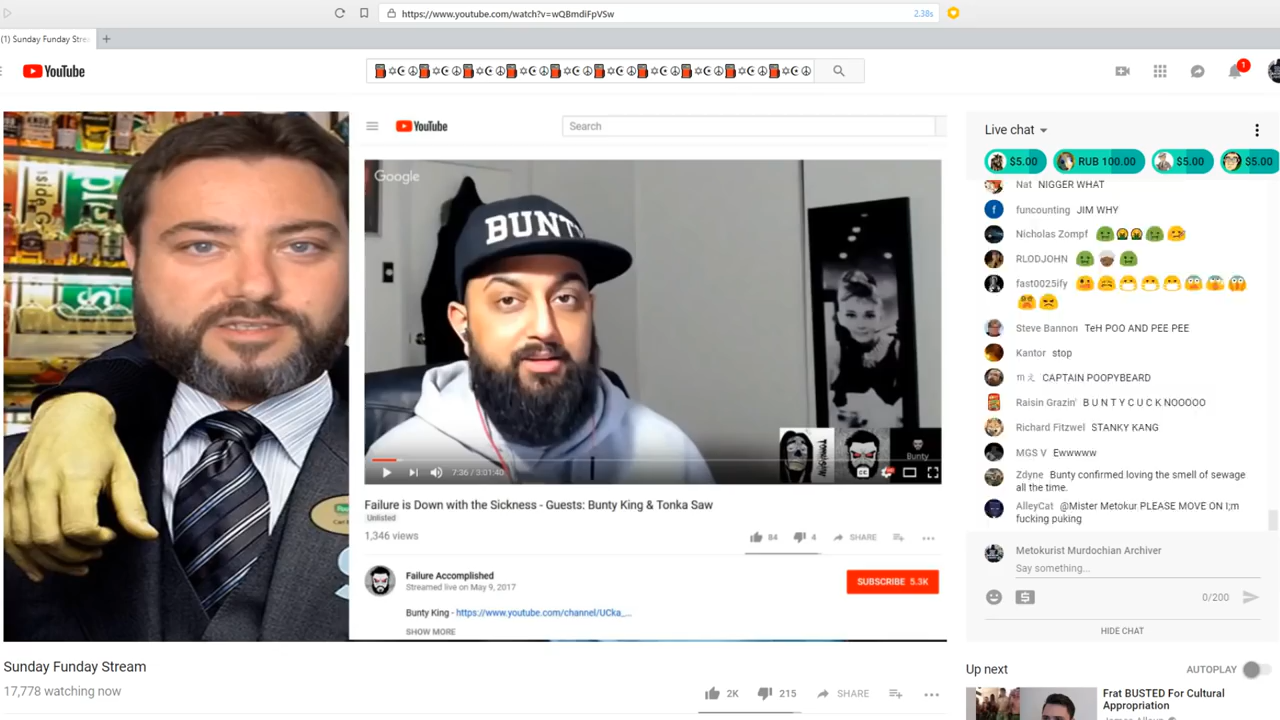 https://www.youtube.com/watch?v=wQBmdiFpVSw
2.38s
(1) Sunday Funday Stre
YouTube
1
YouTube
Search
Google
BUNTY
7:36 / 3:01:40
CC
Bunty
Failure is Down with the Sickness - Guests: Bunty King & Tonka Saw
Unlisted
1,346 views
84
4
SHARE
Failure Accomplished
Streamed live on May 9, 2017
SUBSCRIBE 5.3K
Bunty King - https://www.youtube.com/channel/UCka_...
SHOW MORE
Sunday Funday Stream
17,778 watching now
2K
215
SHARE
Live chat
$5.00
RUB 100.00
$5.00
$5.00
Nat NIGGER WHAT
funcounting JIM WHY
Nicholas Zompf
RLODJOHN
fast0025ify
Steve Bannon TeH POO AND PEE PEE
Kantor stop
ｍえ CAPTAIN POOPYBEARD
Raisin Grazin' B U N T Y C U C K NOOOOO
Richard Fitzwel STANKY KANG
MGS V Ewwwww
Zdyne Bunty confirmed loving the smell of sewage
all the time.
AlleyCat @Mister Metokur PLEASE MOVE ON I;m
fucking puking
Metokurist Murdochian Archiver
Say something...
0/200
HIDE CHAT
Up next
AUTOPLAY
Frat BUSTED For Cultural
Appropriation